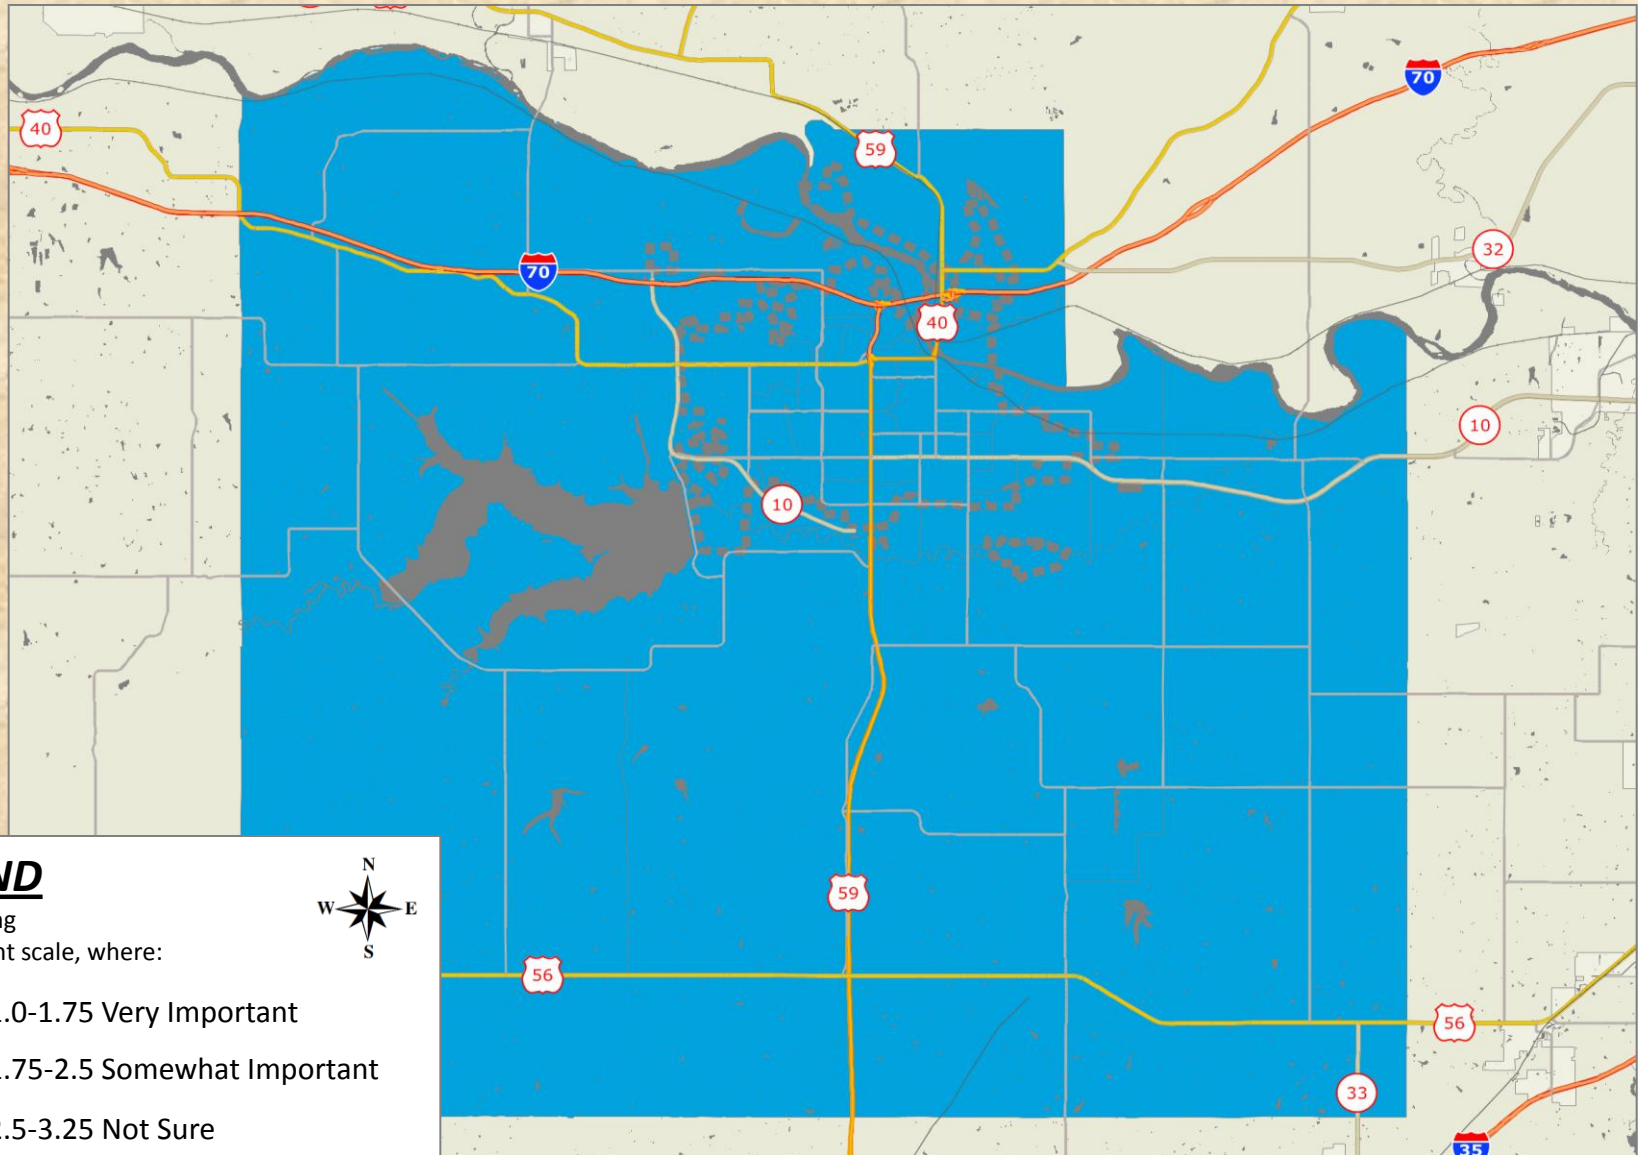 70
40
59
32
70
40
10
10
59
56
56
33
35
ND
N
W E
S
ng
nt scale, where:
.0-1.75 Very Important
.75-2.5 Somewhat Important
.5-3.25 Not Sure